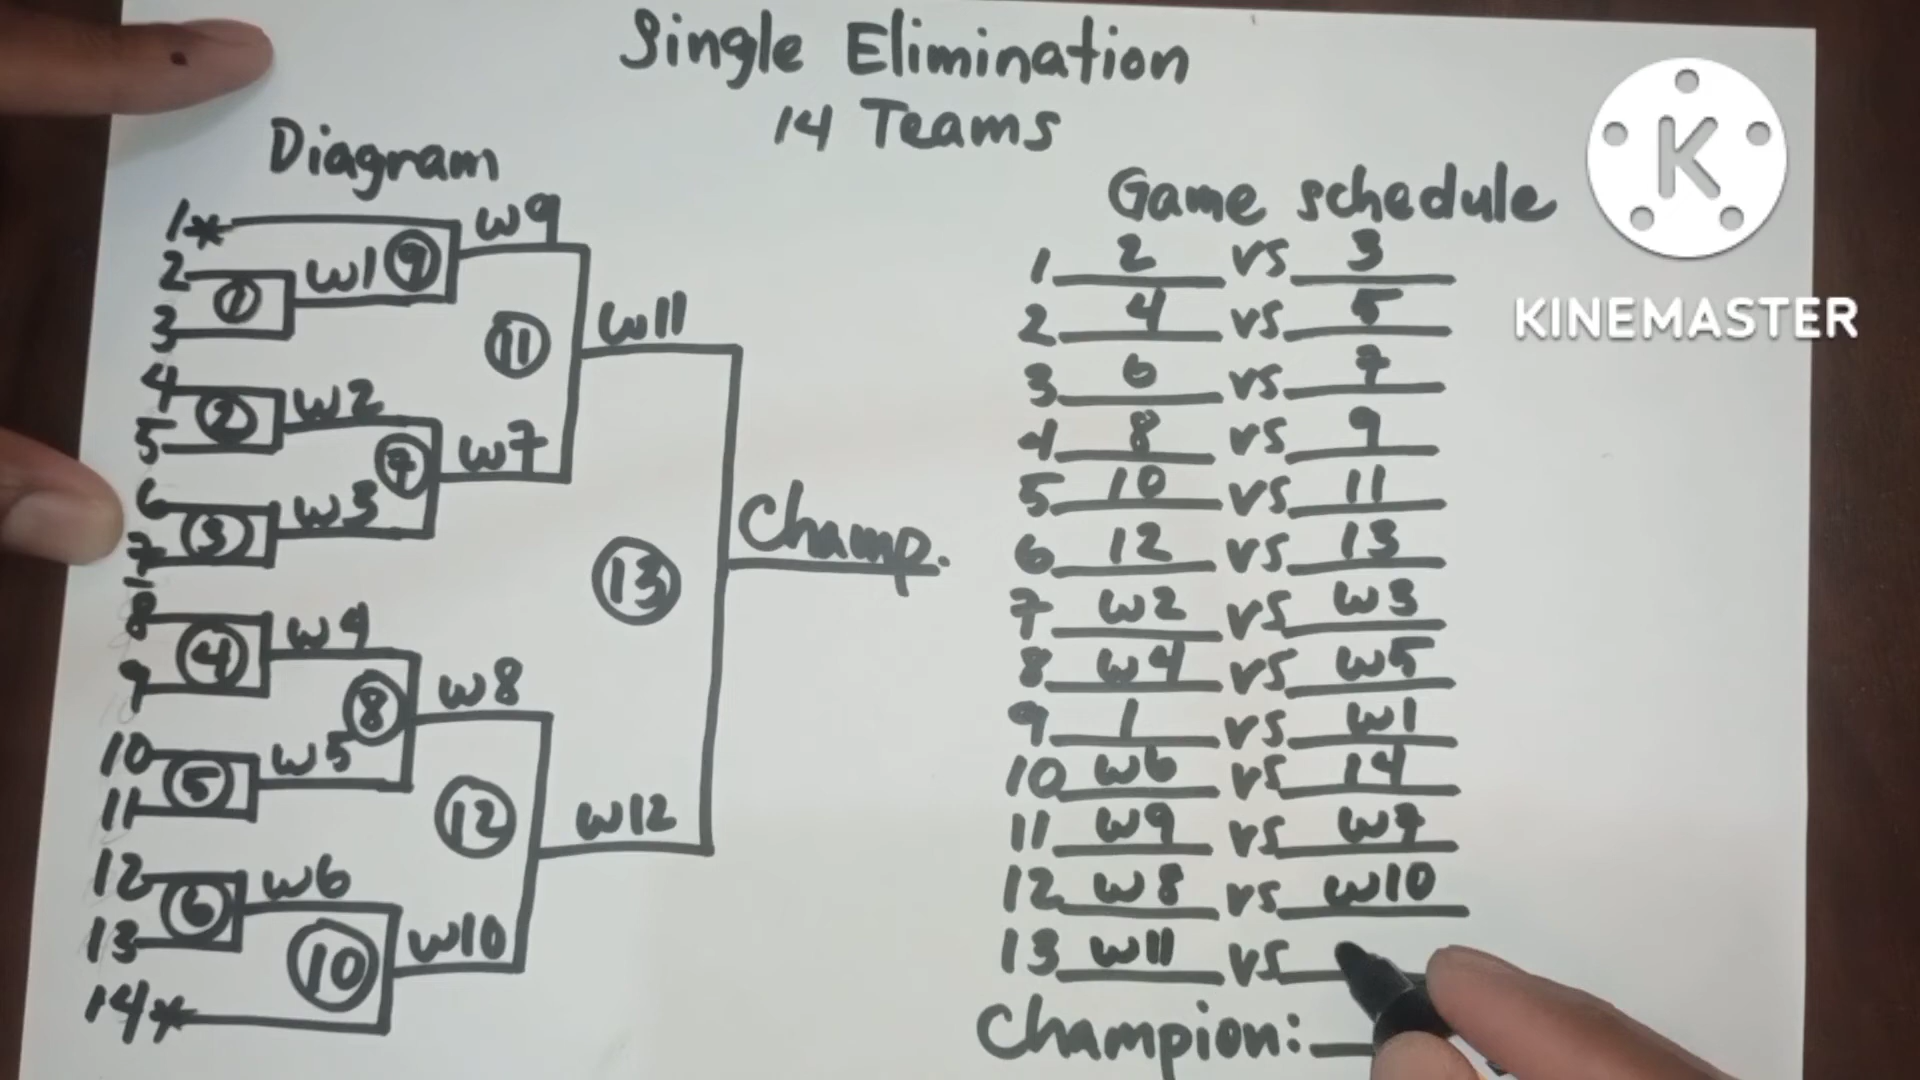 Single Elimination
14 Teams
Diagram
1*
2
3
4
5
6
7
8
9
10
11
12
13
14*
1
2
3
4
5
6
w1
w2
w3
w4
w5
w6
9
7
8
10
w9
w7
w8
w10
11
12
w11
w12
13
Champ.
Game schedule
1 2 vs 3
2 4 vs 5
3 6 vs 7
4 8 vs 9
5 10 vs 11
6 12 vs 13
7 w2 vs w3
8 w4 vs w5
9 1 vs w1
10 w6 vs 14
11 w9 vs w7
12 w8 vs w10
13 w11 vs
Champion:
K
KINEMASTER